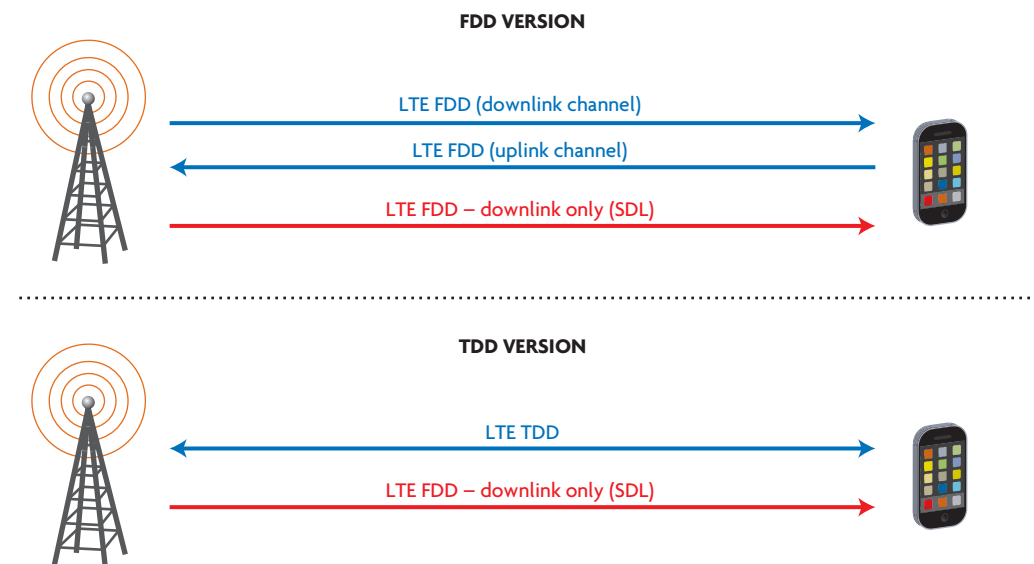 FDD VERSION
LTE FDD (downlink channel)
LTE FDD (uplink channel)
LTE FDD – downlink only (SDL)
TDD VERSION
LTE TDD
LTE FDD – downlink only (SDL)